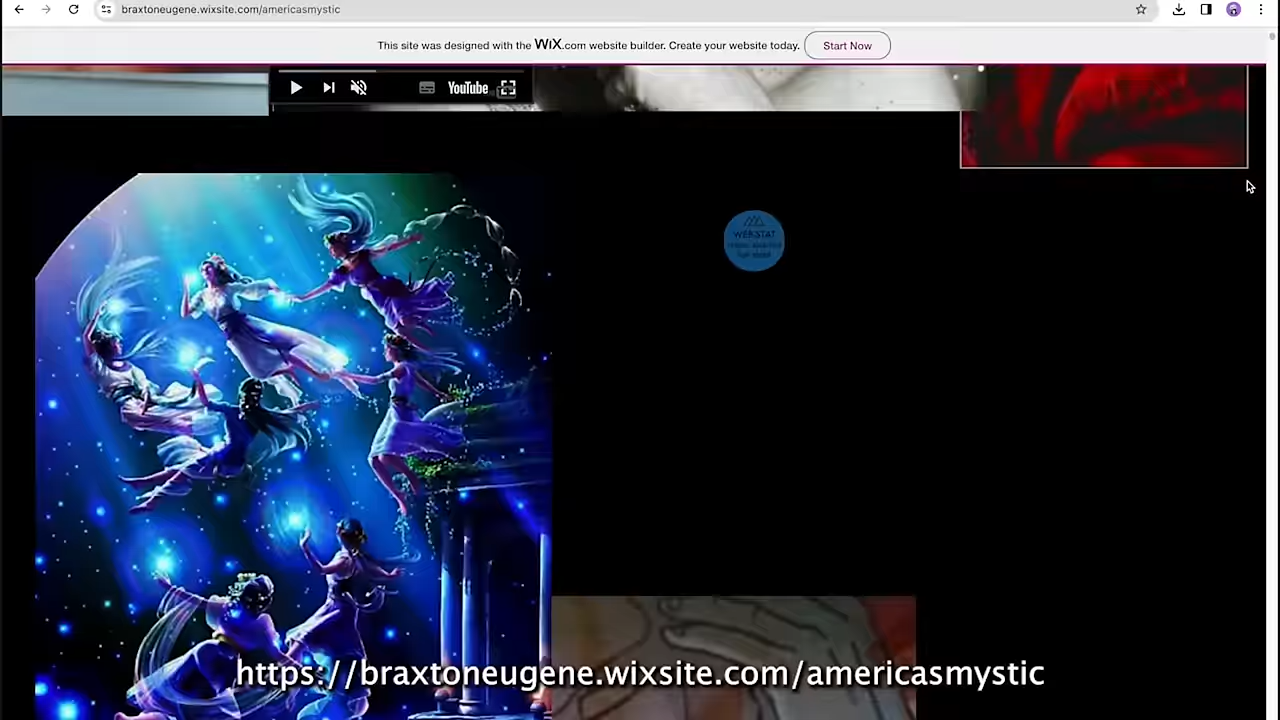 braxtoneugene.wixsite.com/americasmystic
This site was designed with the WiX.com website builder. Create your website today. Start Now
YouTube
WEBSTAT
https://braxtoneugene.wixsite.com/americasmystic